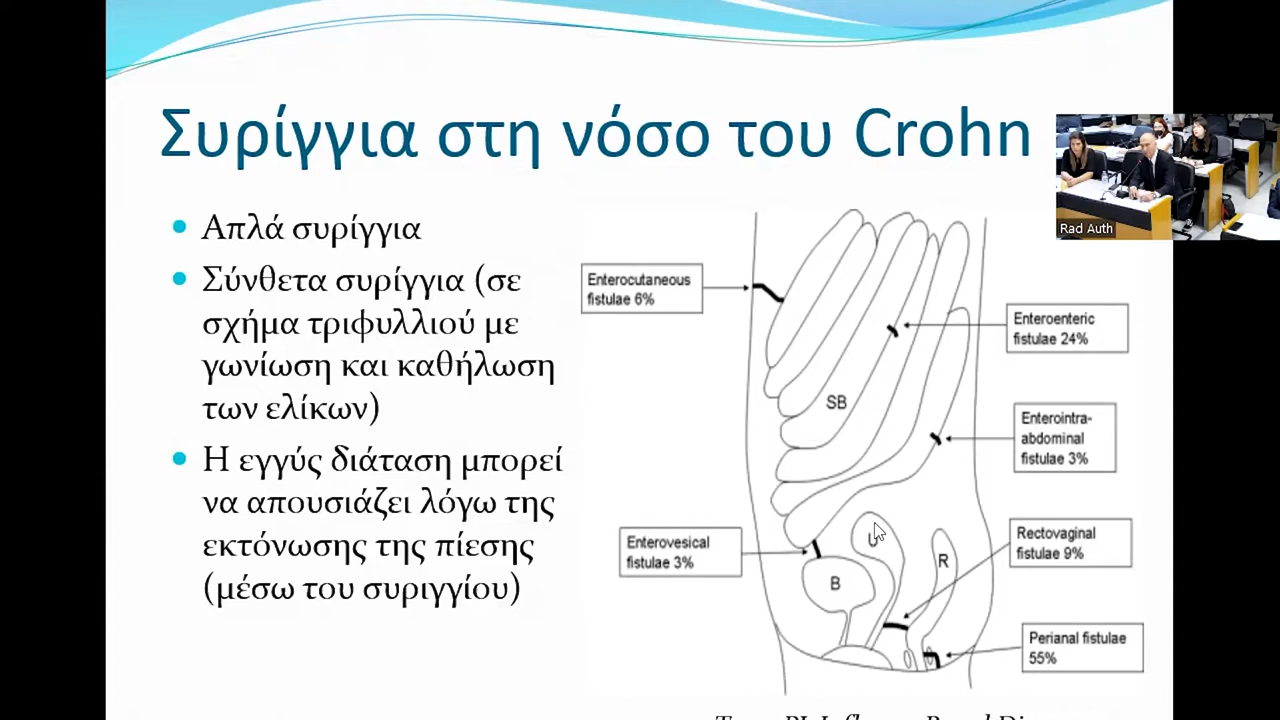 Συρίγγια στη νόσο του Crohn
Απλά συρίγγια
Σύνθετα συρίγγια (σε
σχήμα τριφυλλιού με
γωνίωση και καθήλωση
των ελίκων)
Η εγγύς διάταση μπορεί
να απουσιάζει λόγω της
εκτόνωσης της πίεσης
(μέσω του συριγγίου)
Rad Auth
Enterocutaneous
fistulae 6%
Enteroenteric
fistulae 24%
SB
Enterointra-
abdominal
fistulae 3%
Enterovesical
fistulae 3%
Rectovaginal
fistulae 9%
B
U
R
Perianal fistulae
55%